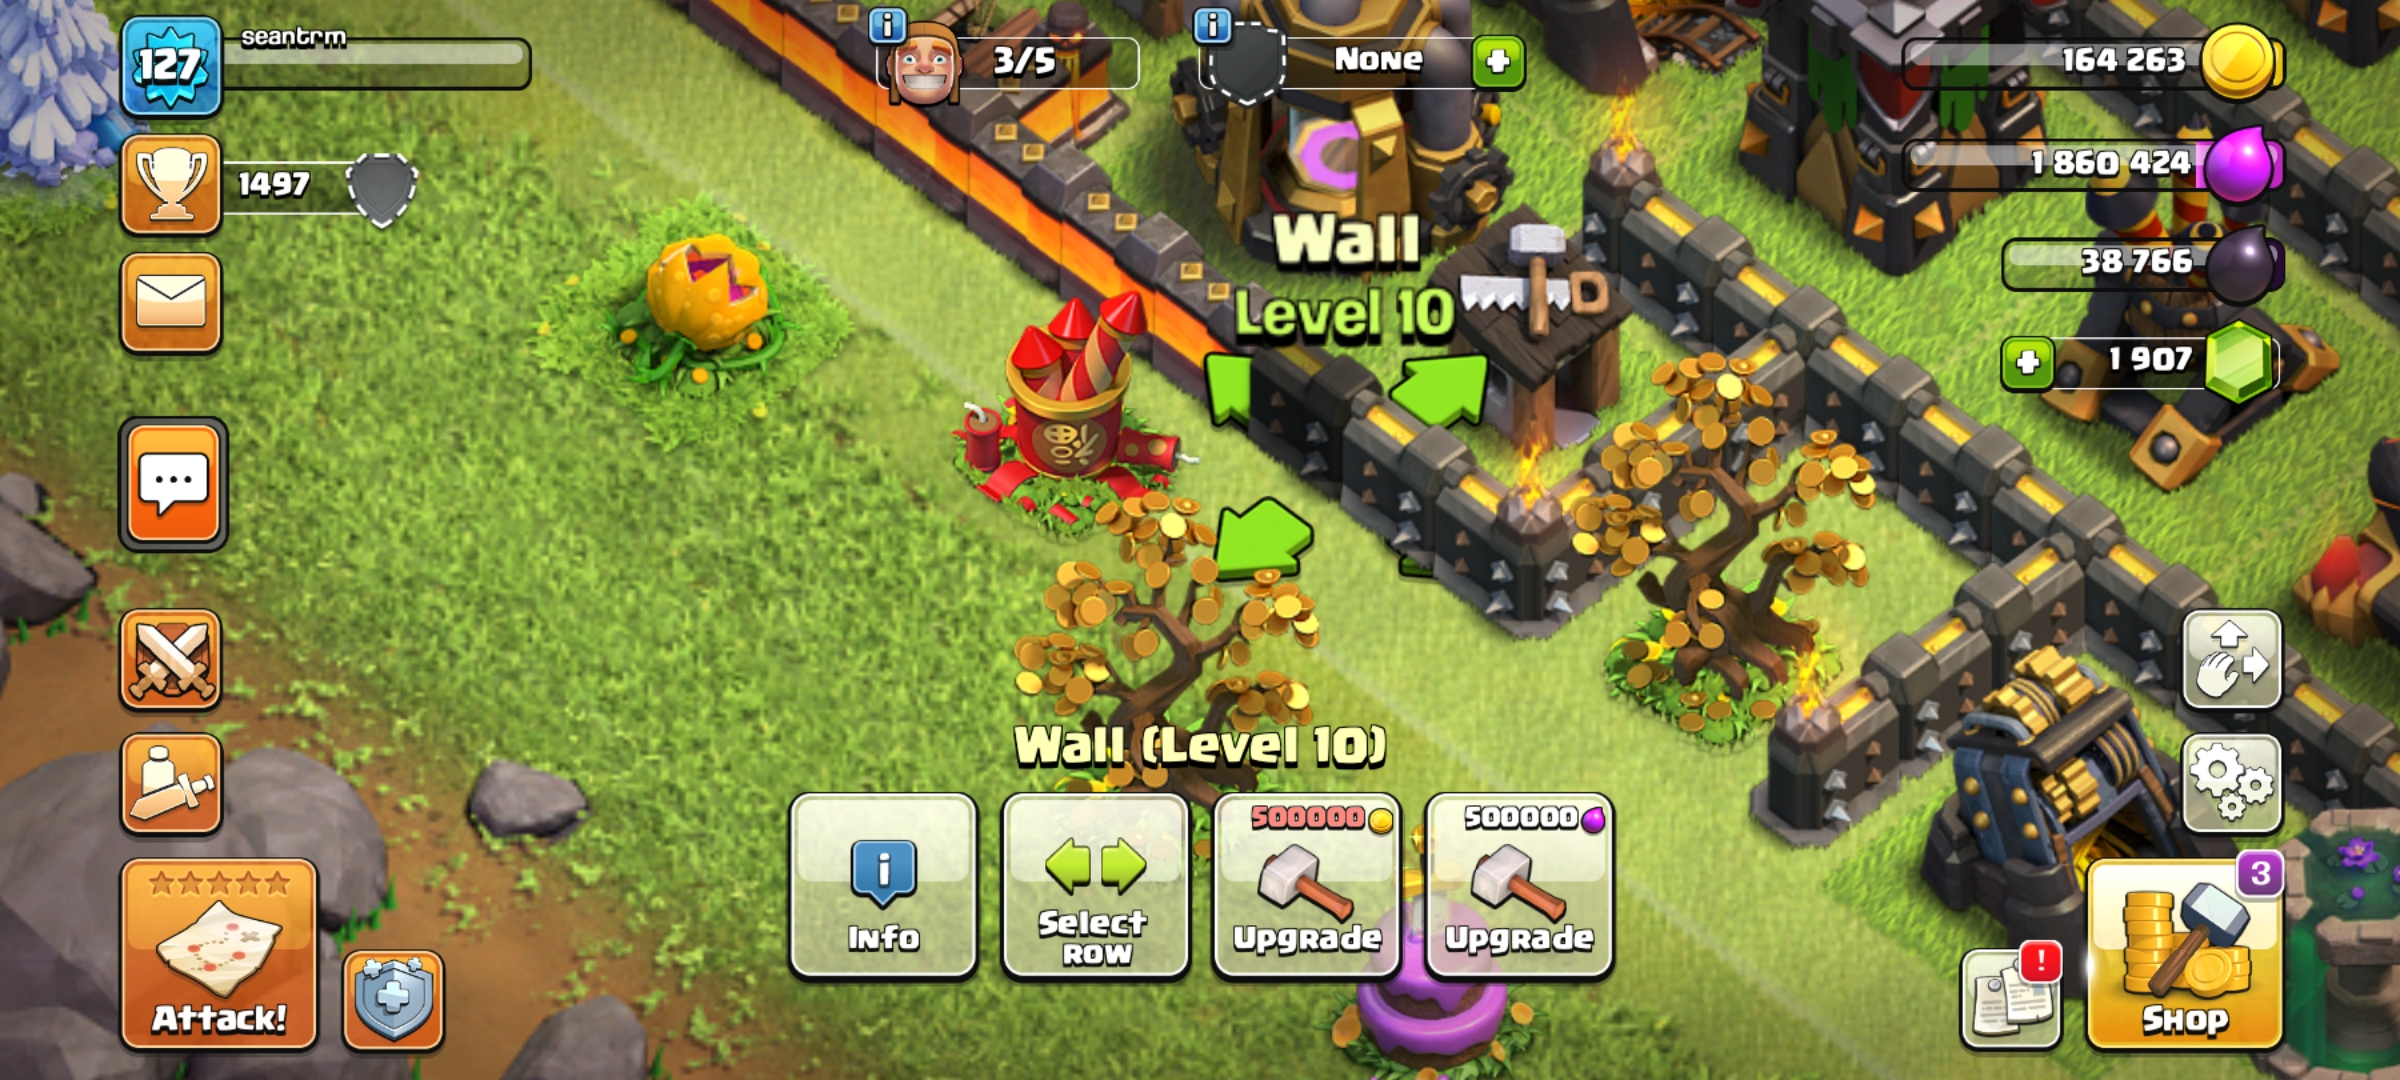 127
seantrm
3/5
None
164 263
1497
1 860 424
38 766
1 907
Wall
Level 10
Wall (Level 10)
Info
Select
Row
500000
Upgrade
500000
Upgrade
Attack!
!
3
Shop